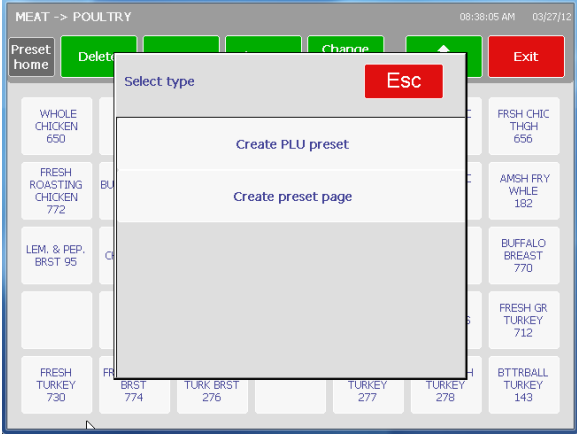 MEAT -> POULTRY
08:38:05 AM 03/27/12
Preset
home
Delete
Change
Exit
Select type
Esc
Create PLU preset
Create preset page
WHOLE
CHICKEN
650
FRSH CHIC
THGH
656
FRESH
ROASTING
CHICKEN
772
AMSH FRY
WHLE
182
LEM. & PEP.
BRST 95
BUFFALO
BREAST
770
FRESH GR
TURKEY
712
FRESH
TURKEY
730
BRST
774
TURK BRST
276
TURKEY
277
TURKEY
278
BTTRBALL
TURKEY
143